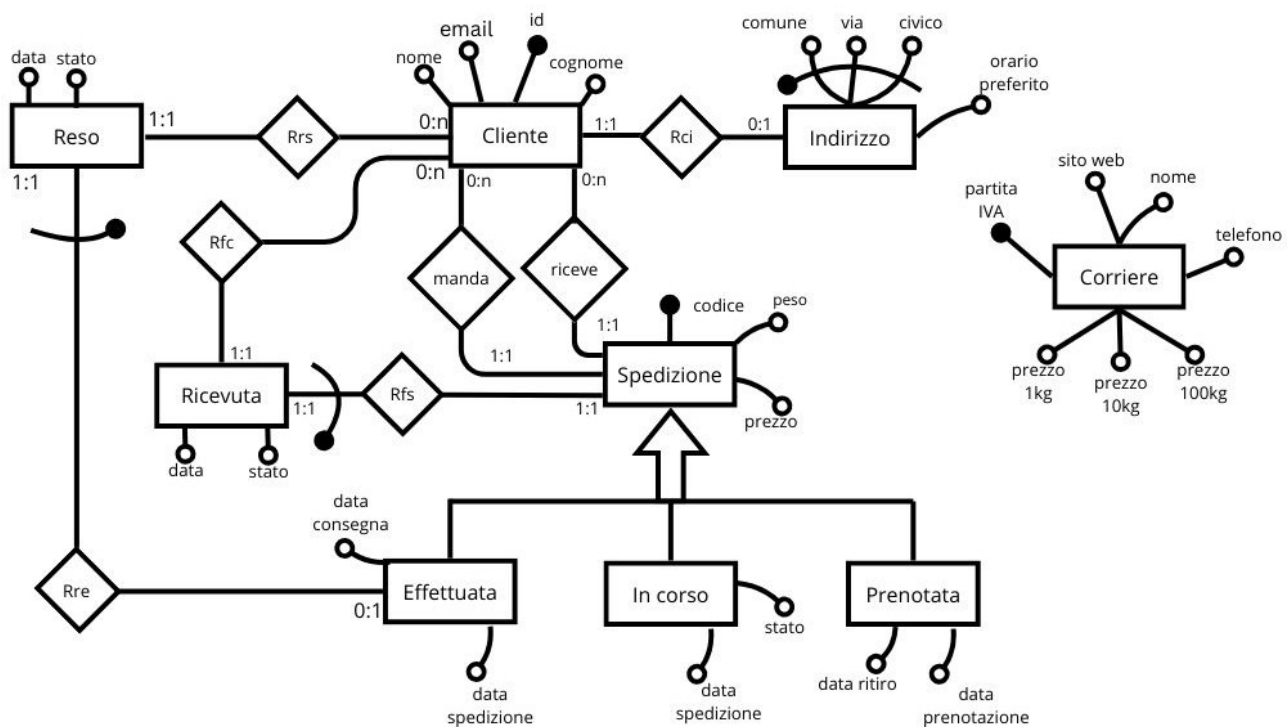 email
id
nome
cognome
data
stato
comune
via
civico
orario
preferito
Reso
1:1
Rrs
0:n
Cliente
1:1
Rci
0:1
Indirizzo
1:1
0:n
0:n
0:n
sito web
nome
partita
IVA
telefono
Corriere
prezzo
1kg
prezzo
10kg
prezzo
100kg
Rfc
manda
riceve
codice
peso
1:1
1:1
1:1
Ricevuta
1:1
Rfs
1:1
Spedizione
prezzo
data
stato
data
consegna
Rre
0:1
Effettuata
In corso
Prenotata
stato
data
spedizione
data
spedizione
data ritiro
data
prenotazione